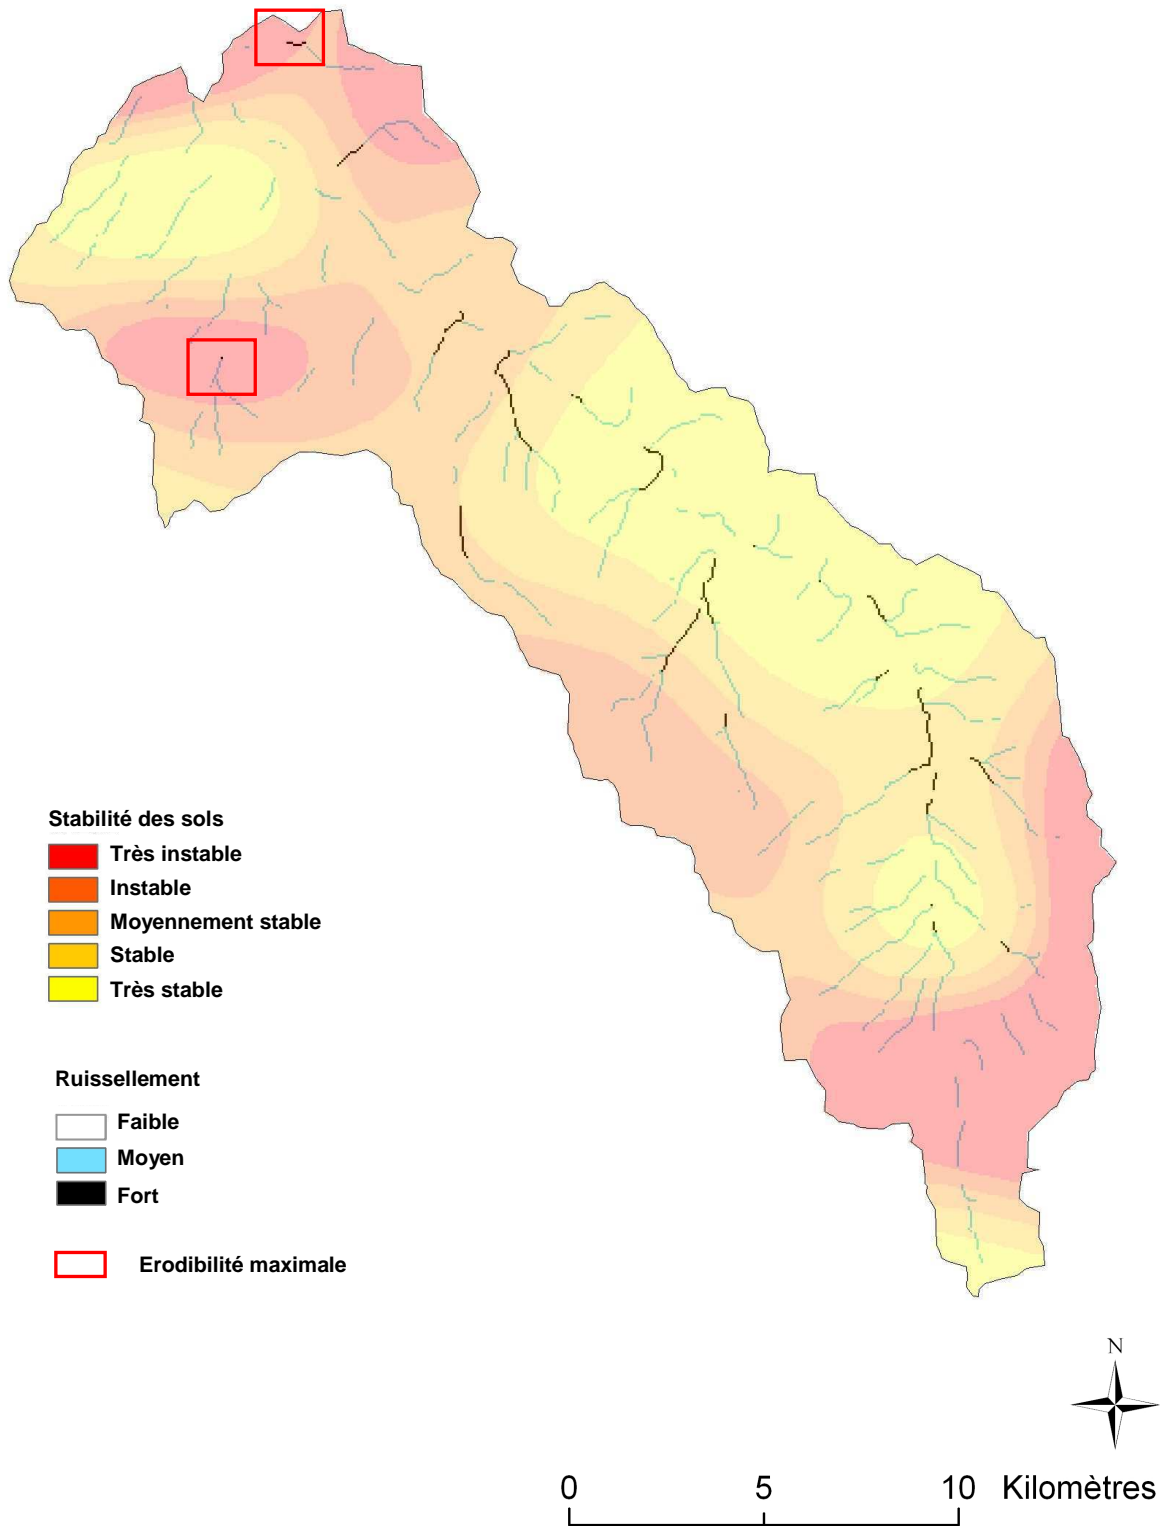 Stabilité des sols
Très instable
Instable
Moyennement stable
Stable
Très stable
Ruissellement
Faible
Moyen
Fort
Erodibilité maximale
N
0 5 10 Kilomètres